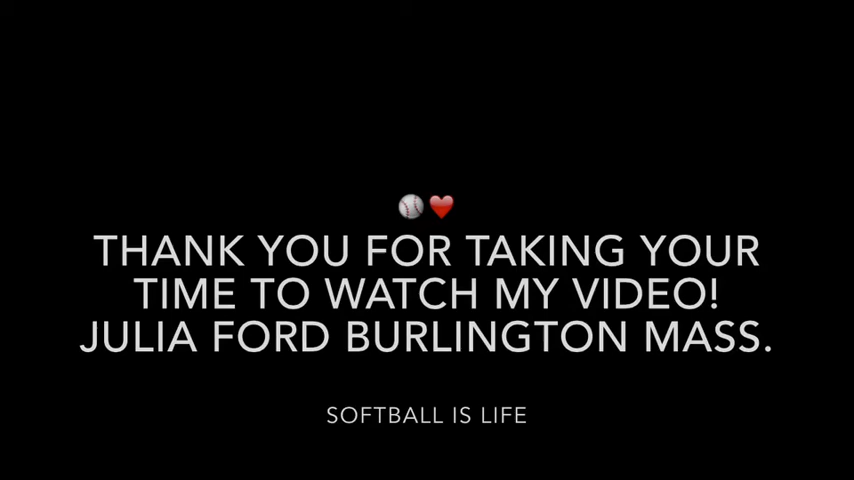 ⚾❤️
THANK YOU FOR TAKING YOUR
TIME TO WATCH MY VIDEO!
JULIA FORD BURLINGTON MASS.
SOFTBALL IS LIFE